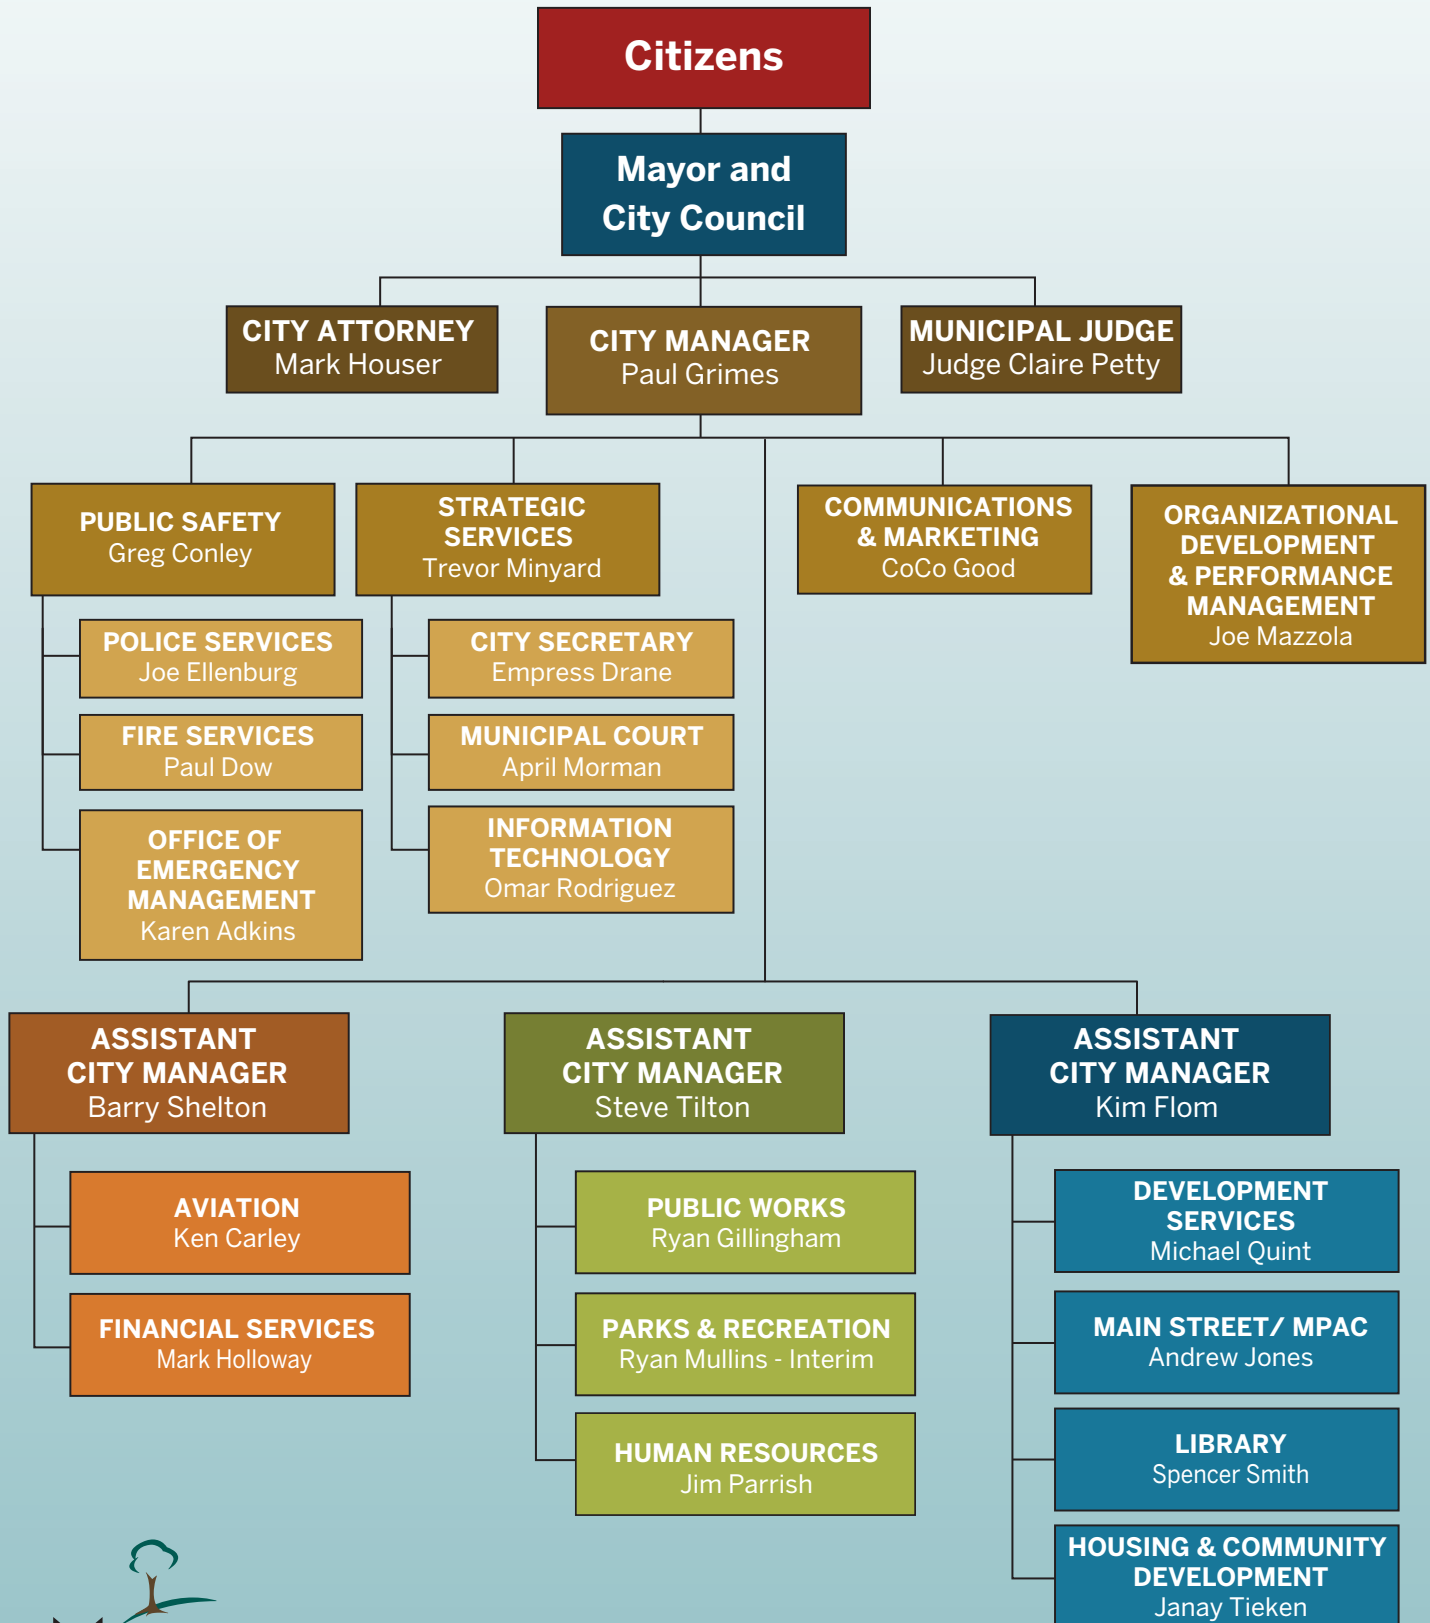 Citizens
Mayor and
City Council
CITY ATTORNEY
Mark Houser
CITY MANAGER
Paul Grimes
MUNICIPAL JUDGE
Judge Claire Petty
PUBLIC SAFETY
Greg Conley
STRATEGIC
SERVICES
Trevor Minyard
COMMUNICATIONS
& MARKETING
CoCo Good
ORGANIZATIONAL
DEVELOPMENT
& PERFORMANCE
MANAGEMENT
Joe Mazzola
POLICE SERVICES
Joe Ellenburg
FIRE SERVICES
Paul Dow
OFFICE OF
EMERGENCY
MANAGEMENT
Karen Adkins
CITY SECRETARY
Empress Drane
MUNICIPAL COURT
April Morman
INFORMATION
TECHNOLOGY
Omar Rodriguez
ASSISTANT
CITY MANAGER
Barry Shelton
AVIATION
Ken Carley
FINANCIAL SERVICES
Mark Holloway
ASSISTANT
CITY MANAGER
Steve Tilton
PUBLIC WORKS
Ryan Gillingham
PARKS & RECREATION
Ryan Mullins - Interim
HUMAN RESOURCES
Jim Parrish
ASSISTANT
CITY MANAGER
Kim Flom
DEVELOPMENT
SERVICES
Michael Quint
MAIN STREET/ MPAC
Andrew Jones
LIBRARY
Spencer Smith
HOUSING & COMMUNITY
DEVELOPMENT
Janay Tieken